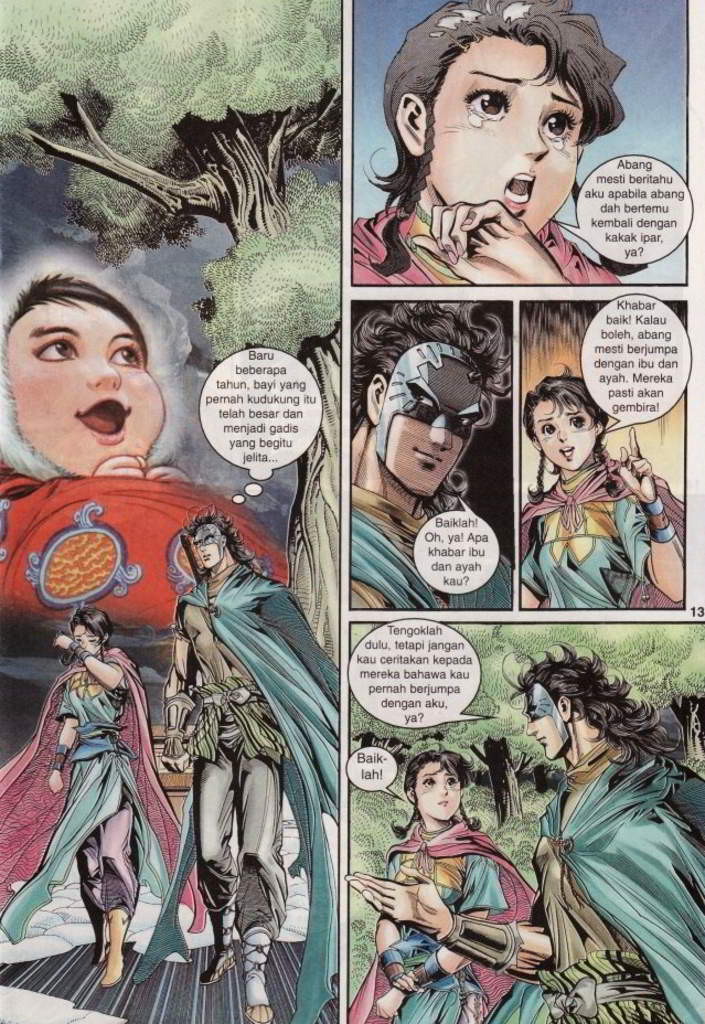 Baru
beberapa
tahun, bayi yang
pernah kudukung itu
telah besar dan
menjadi gadis
yang begitu
jelita...
Abang
mesti beritahu
aku apabila abang
dah bertemu
kembali dengan
kakak ipar,
ya?
Baiklah!
Oh, ya! Apa
khabar ibu
dan ayah
kau?
Khabar
baik! Kalau
boleh, abang
mesti berjumpa
dengan ibu dan
ayah. Mereka
pasti akan
gembira!
13
Tengoklah
dulu, tetapi jangan
kau ceritakan kepada
mereka bahawa kau
pernah berjumpa
dengan aku,
ya?
Baik-
lah!